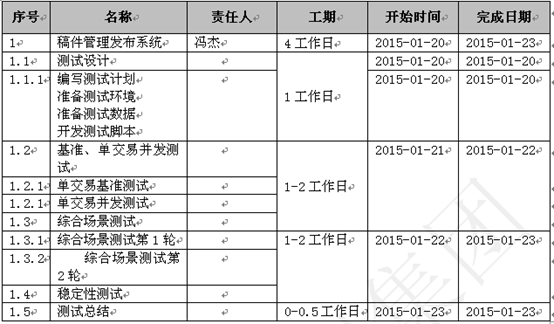 序号 名称 责任人 工期 开始时间 完成日期
1 稿件管理发布系统 冯杰 4 工作日 2015-01-20 2015-01-23
1.1 测试设计 2015-01-20 2015-01-20
1.1.1 编写测试计划 1 工作日 2015-01-20 2015-01-20
准备测试环境
准备测试数据
开发测试脚本
1.2 基准、单交易并发测 1-2 工作日 2015-01-21 2015-01-22
试
1.2.1 单交易基准测试
1.2.1 单交易并发测试
1.3 综合场景测试
1.3.1 综合场景测试第 1 轮 1-2 工作日 2015-01-22 2015-01-23
1.3.2 综合场景测试第
2 轮
1.4 稳定性测试
1.5 测试总结 0-0.5 工作日 2015-01-23 2015-01-23
集团